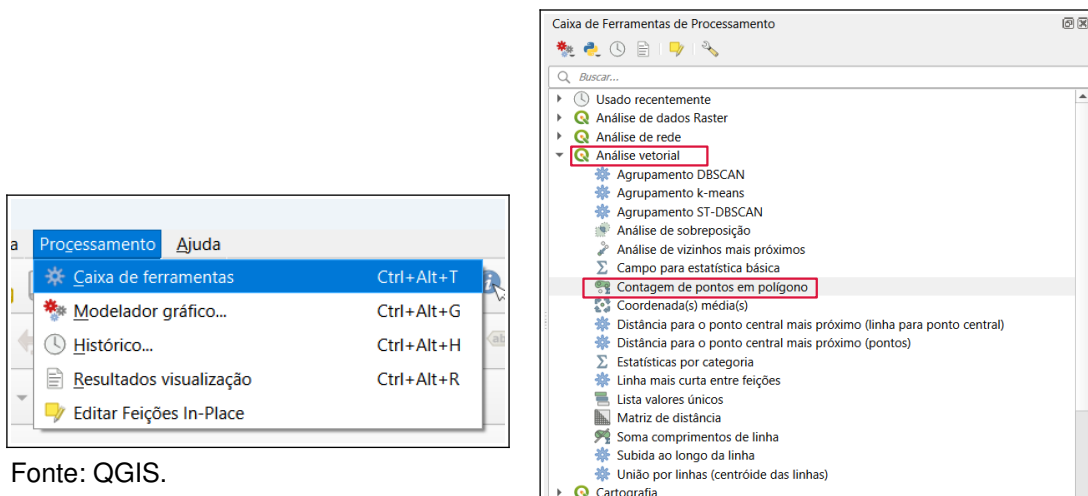 a Processamento Ajuda
Caixa de ferramentas Ctrl+Alt+T
Modelador gráfico... Ctrl+Alt+G
Histórico... Ctrl+Alt+H
Resultados visualização Ctrl+Alt+R
Editar Feições In-Place
Fonte: QGIS.
Caixa de Ferramentas de Processamento
Buscar...
Usado recentemente
Análise de dados Raster
Análise de rede
Análise vetorial
Agrupamento DBSCAN
Agrupamento k-means
Agrupamento ST-DBSCAN
Análise de sobreposição
Análise de vizinhos mais próximos
Campo para estatística básica
Contagem de pontos em polígono
Coordenada(s) média(s)
Distância para o ponto central mais próximo (linha para ponto central)
Distância para o ponto central mais próximo (pontos)
Estatísticas por categoria
Linha mais curta entre feições
Lista valores únicos
Matriz de distância
Soma comprimentos de linha
Subida ao longo da linha
União por linhas (centróide das linhas)
Cartografia